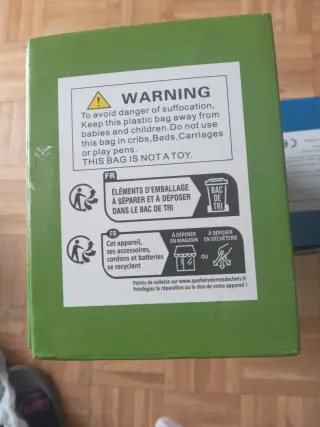 WARNING
To avoid danger of suffocation,
Keep this plastic bag away from
babies and children.Do not use
this bag in cribs,Beds,Carriages
or play pens.
THIS BAG IS NOT A TOY.
FR
ÉLÉMENTS D'EMBALLAGE
À SÉPARER ET À DÉPOSER
DANS LE BAC DE TRI
BAC
DE
TRI
FR
Cet appareil,
ses accessoires,
cordons et batteries
se recyclent
À DÉPOSER
EN MAGASIN
OU
À DÉPOSER
EN DÉCHÈTERIE
Points de collecte sur www.quefairedemesdechets.fr
Privilégiez la réparation ou le don de votre appareil !